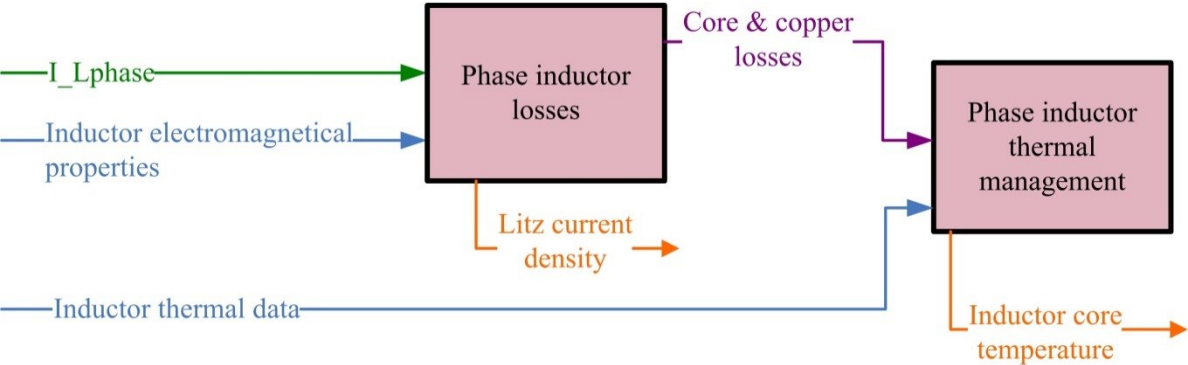 I_Lphase
Inductor electromagnetical
properties
Phase inductor
losses
Core & copper
losses
Phase inductor
thermal
management
Litz current
density
Inductor thermal data
Inductor core
temperature